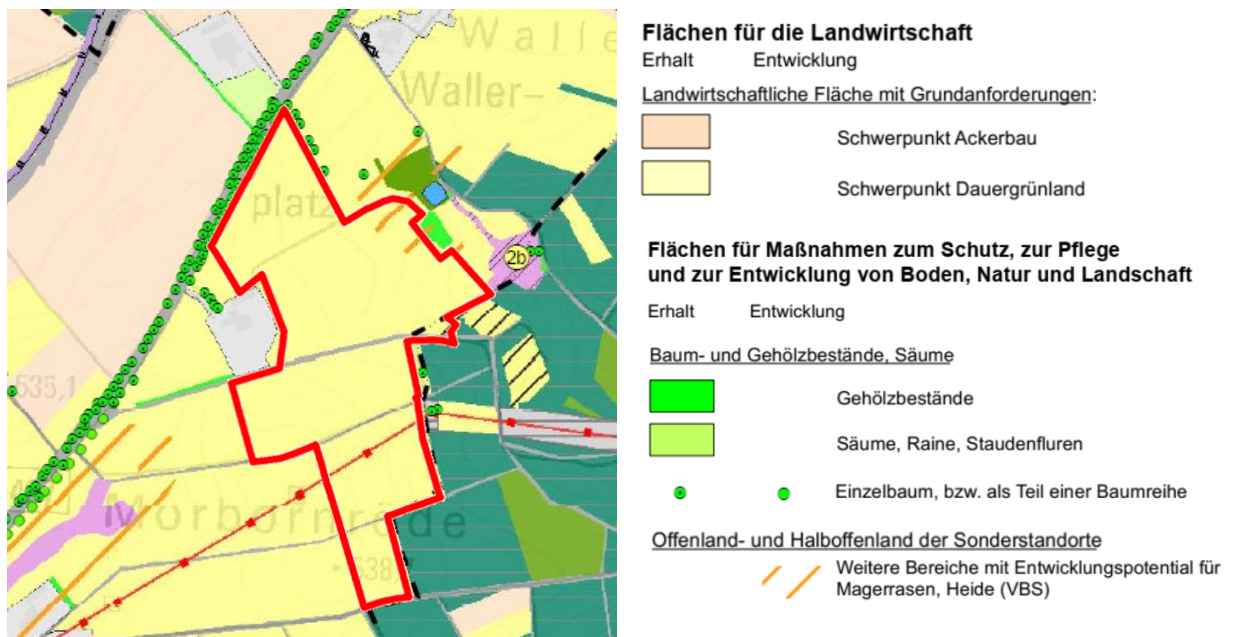 Walle
Waller-
platz
2b
535,1
Flächen für die Landwirtschaft
Erhalt Entwicklung
Landwirtschaftliche Fläche mit Grundanforderungen:
Schwerpunkt Ackerbau
Schwerpunkt Dauergrünland
Flächen für Maßnahmen zum Schutz, zur Pflege
und zur Entwicklung von Boden, Natur und Landschaft
Erhalt Entwicklung
Baum- und Gehölzbestände, Säume
Gehölzbestände
Säume, Raine, Staudenfluren
Einzelbaum, bzw. als Teil einer Baumreihe
Offenland- und Halboffenland der Sonderstandorte
Weitere Bereiche mit Entwicklungspotential für
Magerrasen, Heide (VBS)